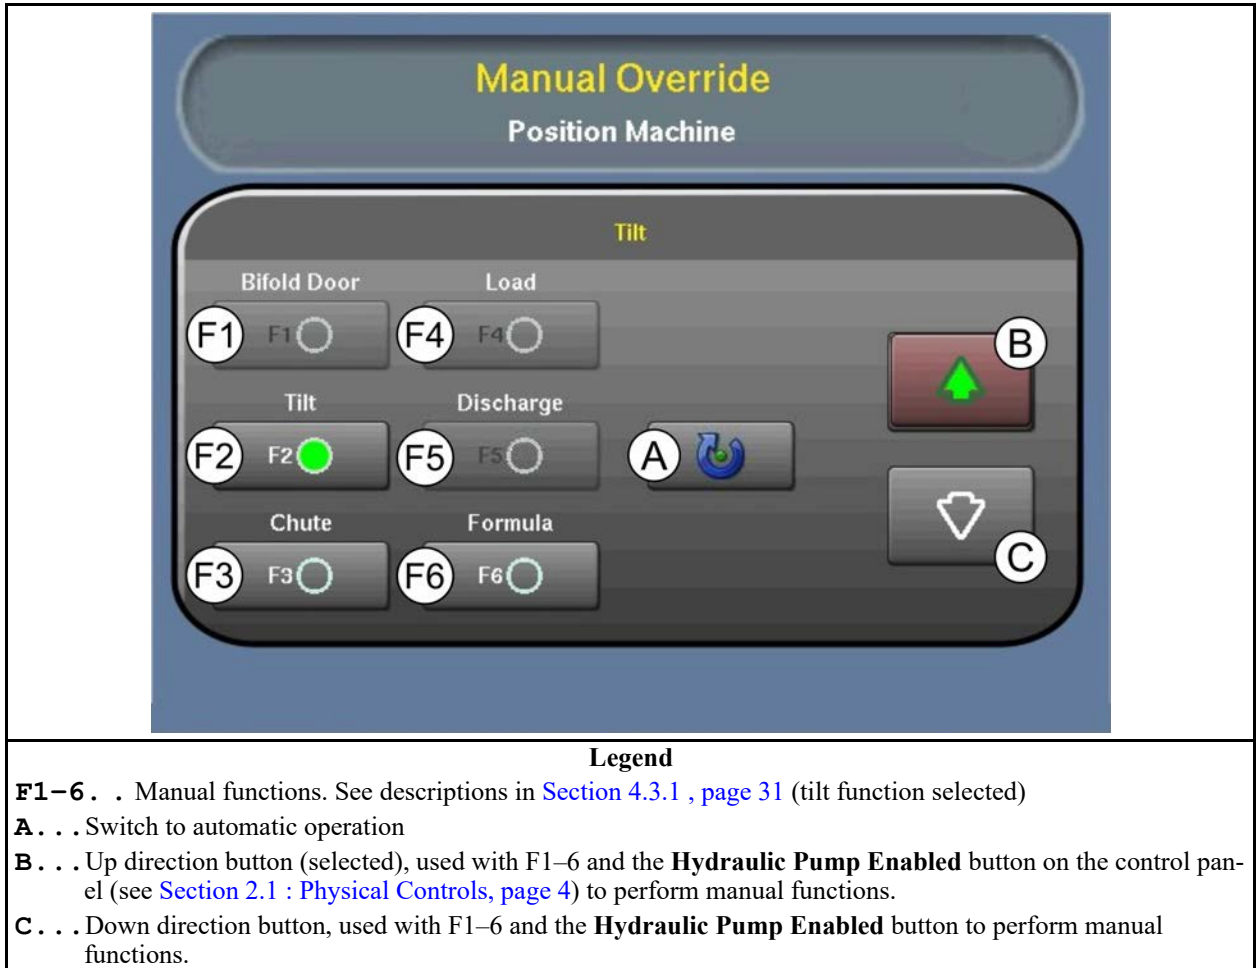 Manual Override
Position Machine
Tilt
Bifold Door Load
F1 F1 F4 F4 B
Tilt Discharge
F2 F2 F5 F5 A
Chute Formula
F3 F3 F6 F6 C
Legend
F1–6. . Manual functions. See descriptions in Section 4.3.1 , page 31 (tilt function selected)
A. . . Switch to automatic operation
B. . . Up direction button (selected), used with F1–6 and the Hydraulic Pump Enabled button on the control pan-
el (see Section 2.1 : Physical Controls, page 4) to perform manual functions.
C. . . Down direction button, used with F1–6 and the Hydraulic Pump Enabled button to perform manual
functions.